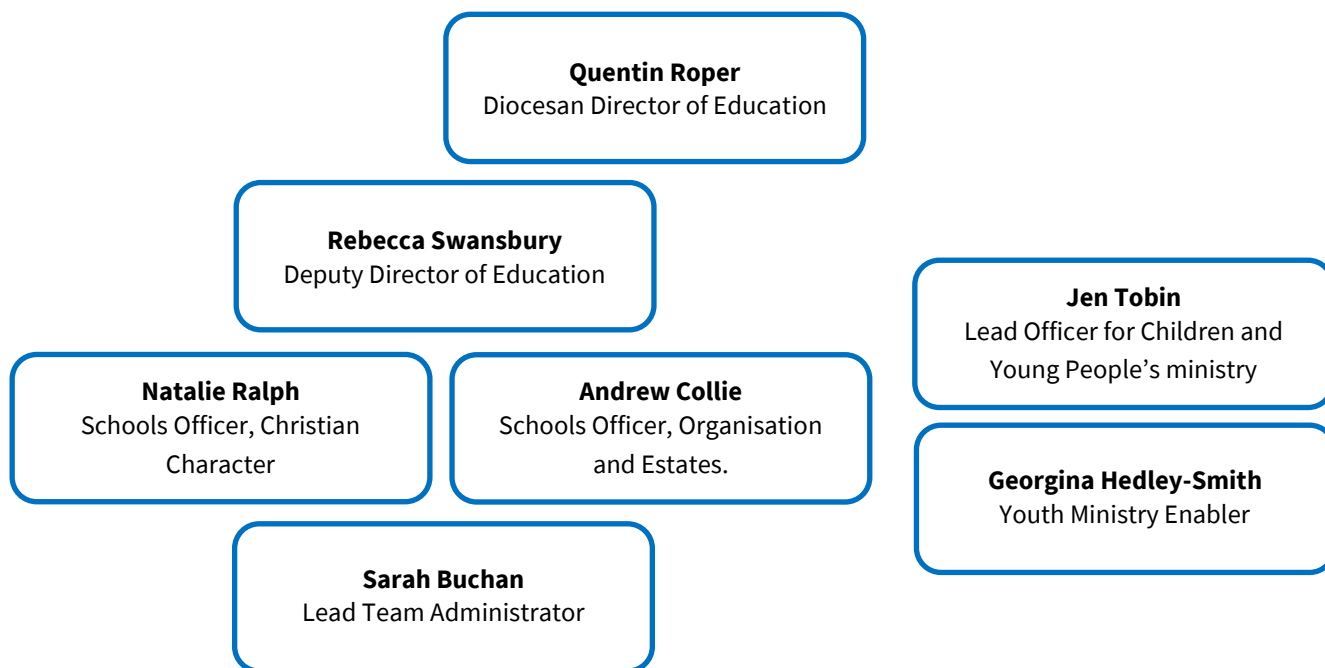 Quentin Roper
Diocesan Director of Education
Rebecca Swansbury
Deputy Director of Education
Jen Tobin
Lead Officer for Children and
Young People’s ministry
Natalie Ralph
Schools Officer, Christian
Character
Andrew Collie
Schools Officer, Organisation
and Estates.
Georgina Hedley-Smith
Youth Ministry Enabler
Sarah Buchan
Lead Team Administrator